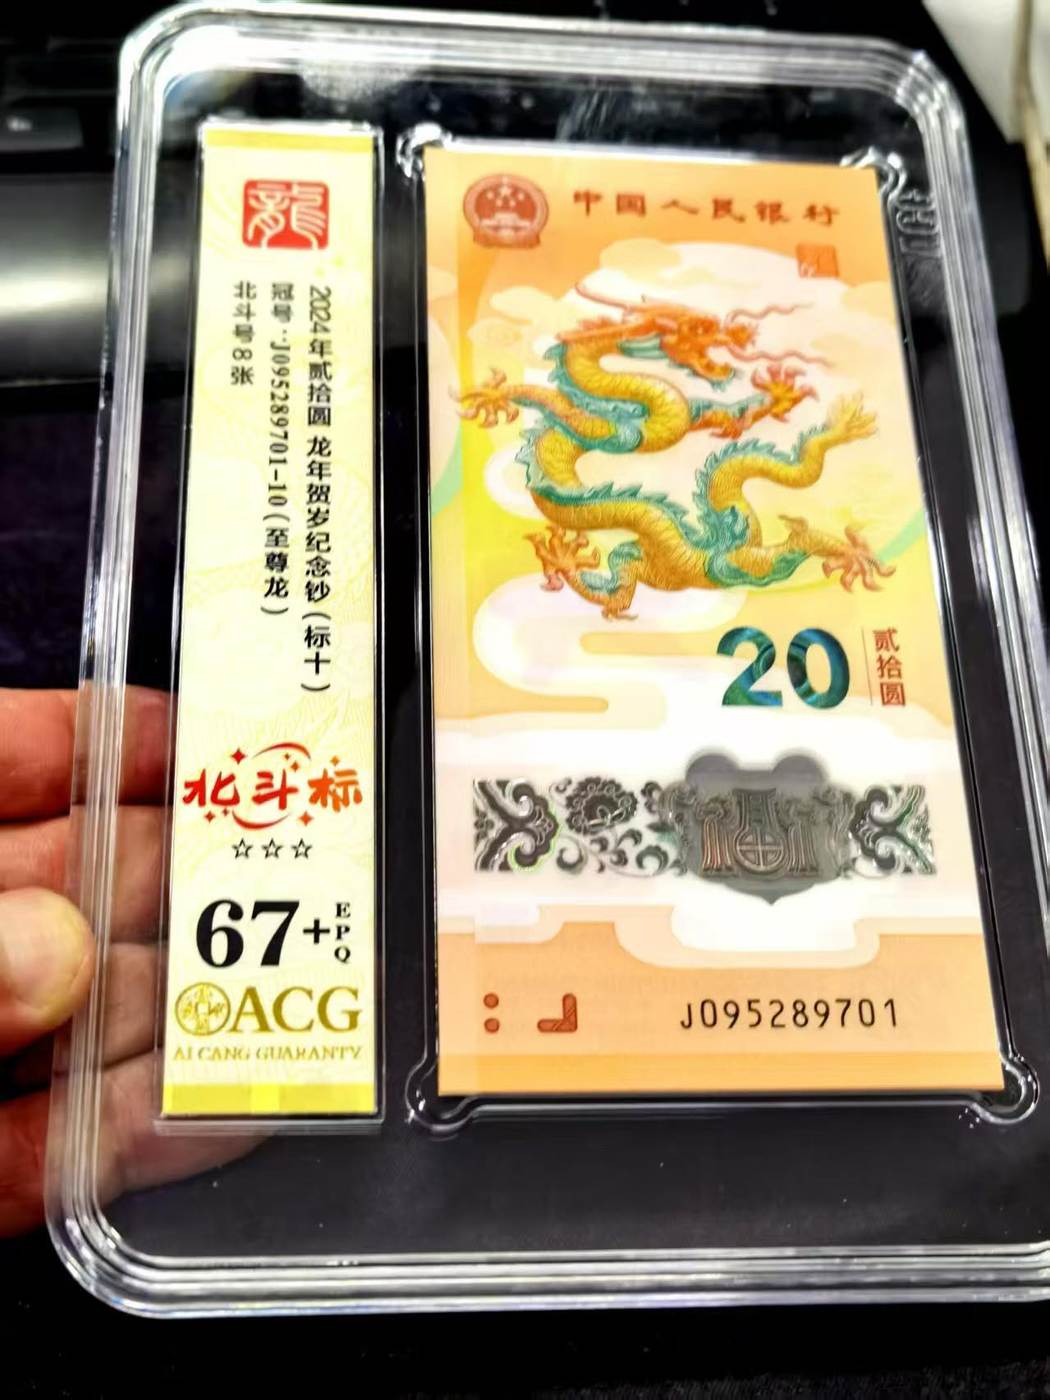 龍
2024年贰拾圆 龙年贺岁纪念钞(标十)
冠号:J095289701-10(至尊龙)
北斗号8张
北斗标
☆☆☆
67+EPQ
ACG
AI CANG GUARANTY
中国人民银行
20
贰拾圆
J095289701